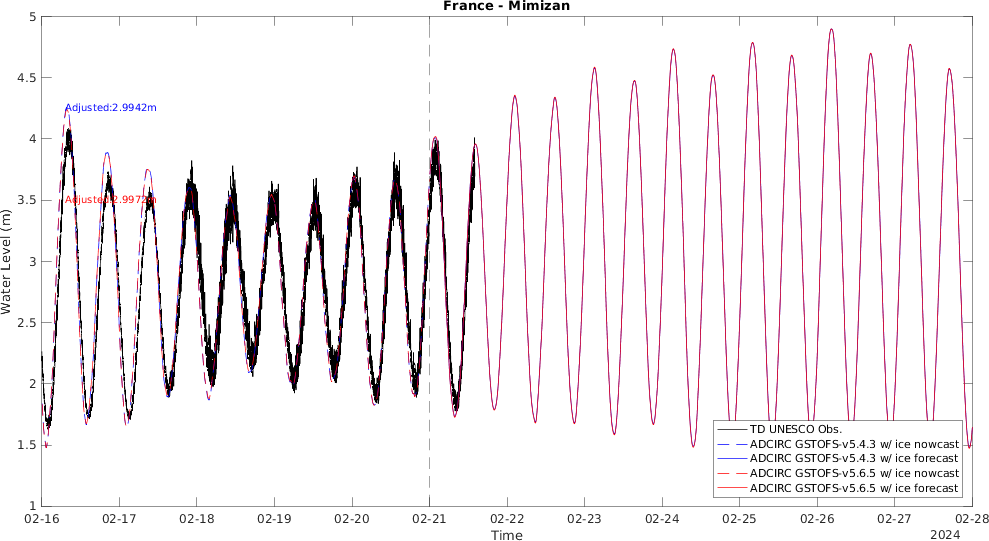 France - Mimizan
5
4.5
4
3.5
3
2.5
2
1.5
1
Water Level (m)
Adjusted:2.9942m
Adjusted:2.9972m
TD UNESCO Obs.
ADCIRC GSTOFS-v5.4.3 w/ ice nowcast
ADCIRC GSTOFS-v5.4.3 w/ ice forecast
ADCIRC GSTOFS-v5.6.5 w/ ice nowcast
ADCIRC GSTOFS-v5.6.5 w/ ice forecast
02-16 02-17 02-18 02-19 02-20 02-21 02-22 02-23 02-24 02-25 02-26 02-27 02-28
Time
2024